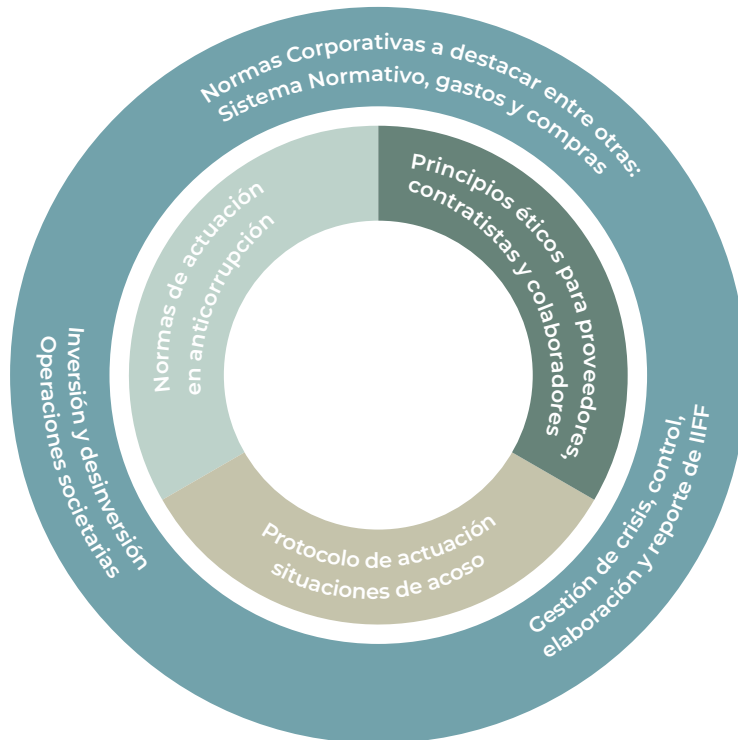 Normas Corporativas a destacar entre otras:
Sistema Normativo, gastos y compras
Principios éticos para proveedores,
contratistas y colaboradores
Normas de actuación
en anticorrupción
Inversión y desinversión
Operaciones societarias
Gestión de crisis, control,
elaboración y reporte de IIFF
Protocolo de actuación
situaciones de acoso